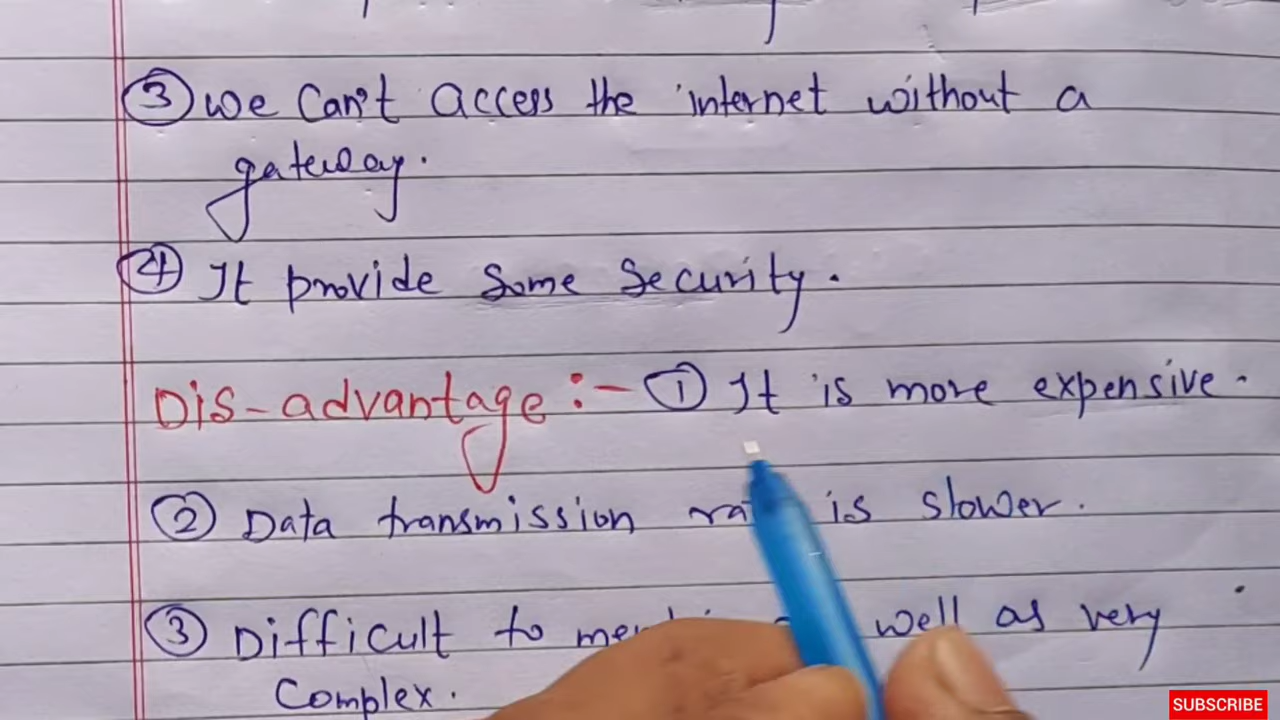 ③ We Can't access the internet without a
gateway.
④ It provide Some Security.
Dis-advantage :- ① It is more expensive.
② Data transmission is slower.
③ Difficult to well as very
Complex.
SUBSCRIBE